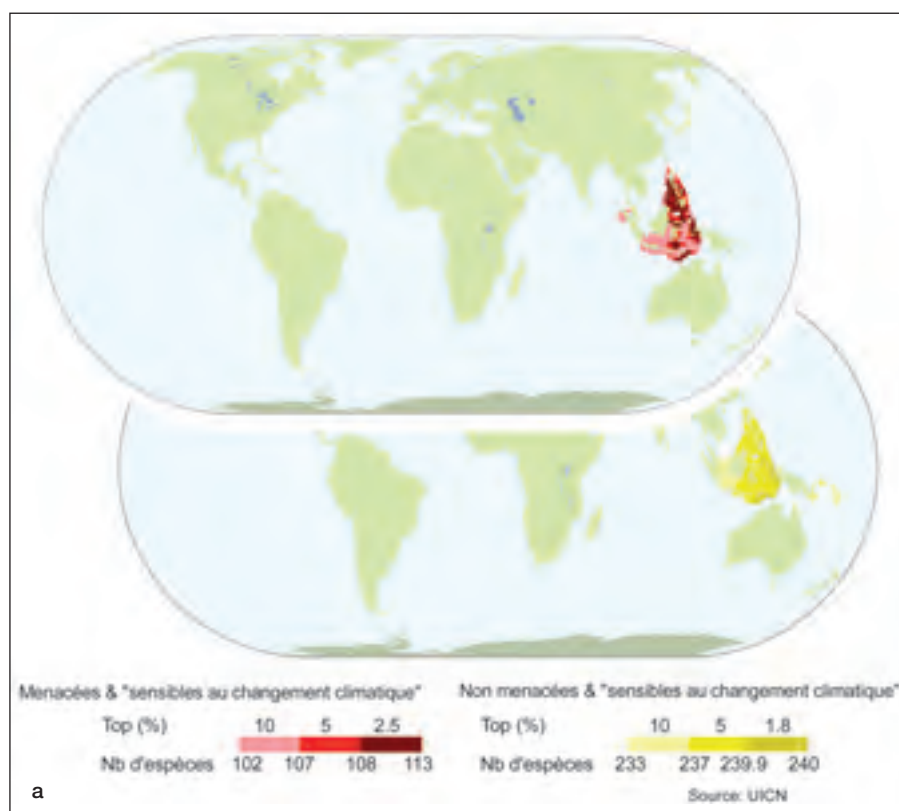 Menacées & "sensibles au changement climatique"
Top (%) 10 5 2.5
Nb d'espèces 102 107 108 113
Non menacées & "sensibles au changement climatique"
Top (%) 10 5 1.8
Nb d'espèces 233 237 239.9 240
Source: UICN
a